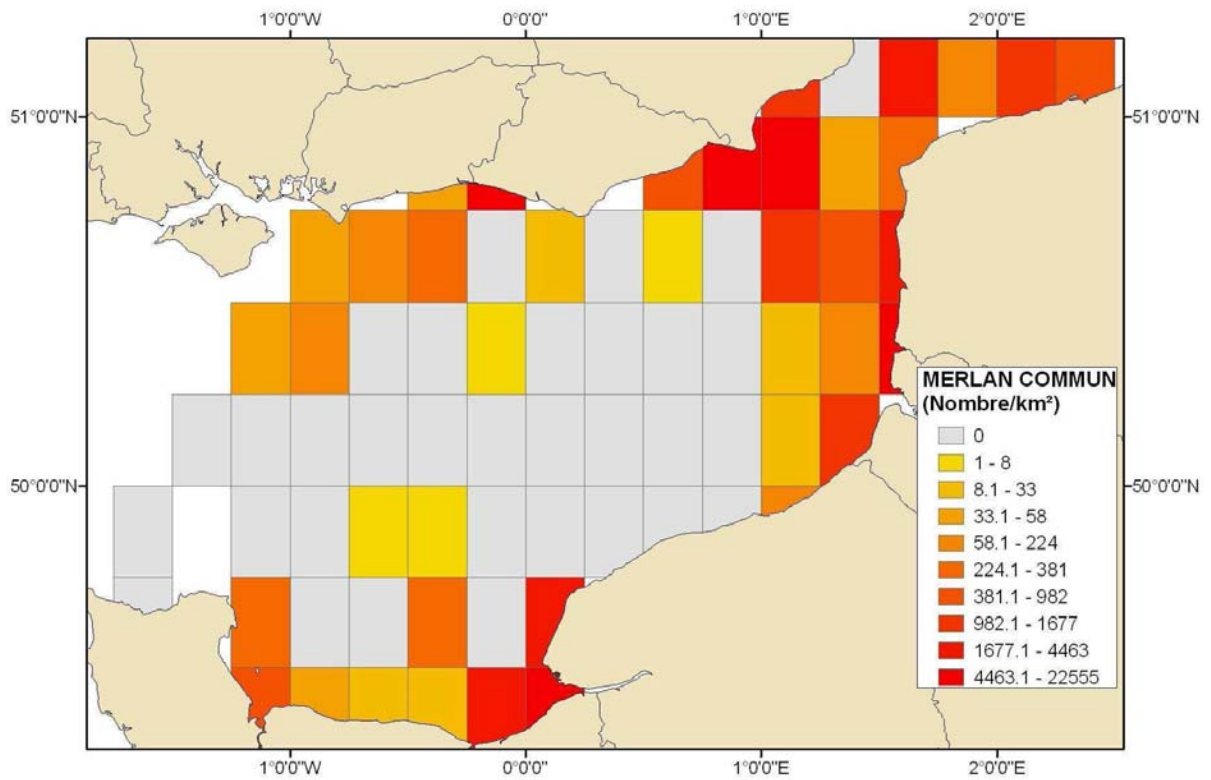 1°0'0"W 0°0'0" 1°0'0"E 2°0'0"E
51°0'0"N 51°0'0"N
MERLAN COMMUN
(Nombre/km²)
0
1 - 8
8.1 - 33
33.1 - 58
58.1 - 224
224.1 - 381
381.1 - 982
982.1 - 1677
1677.1 - 4463
4463.1 - 22555
50°0'0"N 50°0'0"N
1°0'0"W 0°0'0" 1°0'0"E 2°0'0"E